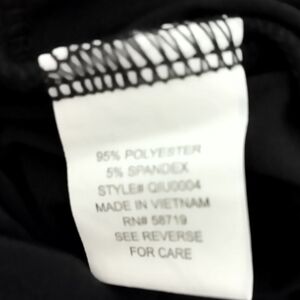 95% POLYESTER
5% SPANDEX
STYLE# QIU0004
MADE IN VIETNAM
RN# 58719
SEE REVERSE
FOR CARE